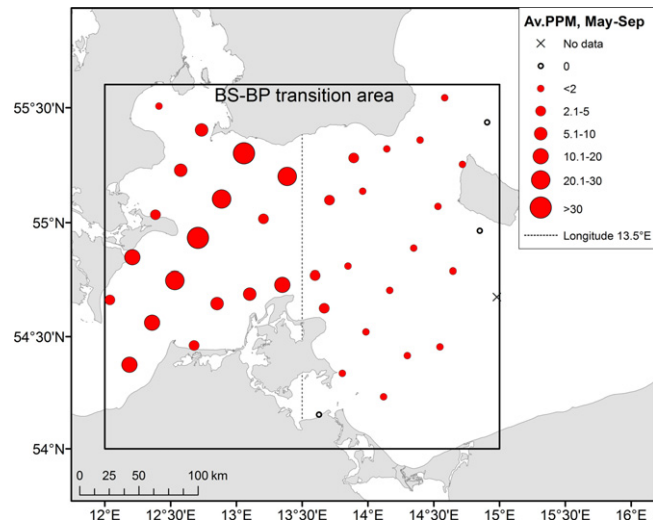 Av.PPM, May-Sep
No data
0
<2
2.1-5
5.1-10
10.1-20
20.1-30
>30
Longitude 13.5°E
BS-BP transition area
55°30'N
55°N
54°30'N
54°N
0 25 50 100 km
12°E 12°30'E 13°E 13°30'E 14°E 14°30'E 15°E 15°30'E